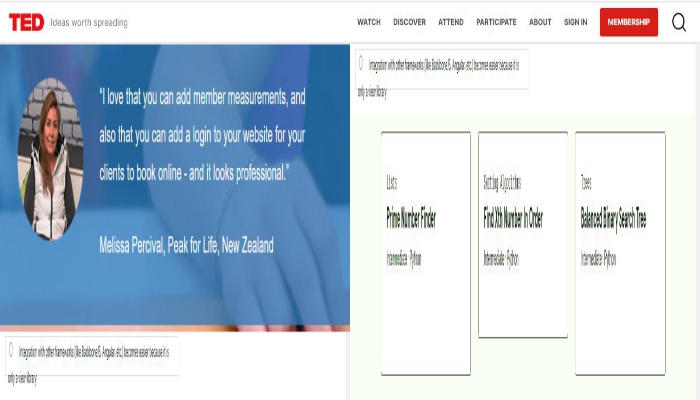 TED Ideas worth spreading
WATCH DISCOVER ATTEND PARTICIPATE ABOUT SIGN IN MEMBERSHIP
"I love that you can add member measurements, and
also that you can add a login to your website for your
clients to book online - and it looks professional."
Melissa Percival, Peak for Life, New Zealand
Integration with other frameworks (like Backbone.js, Angular, etc.) becomes easier because it is
only a view library
Integration with other frameworks (like Backbone.js, Angular, etc.) becomes easier because it is
only a view library
Lists
Prime Number Finder
Intermediate · Python
Sorting Algorithms
Find Xth Number In Order
Intermediate · Python
Trees
Balanced Binary Search Tree
Intermediate · Python